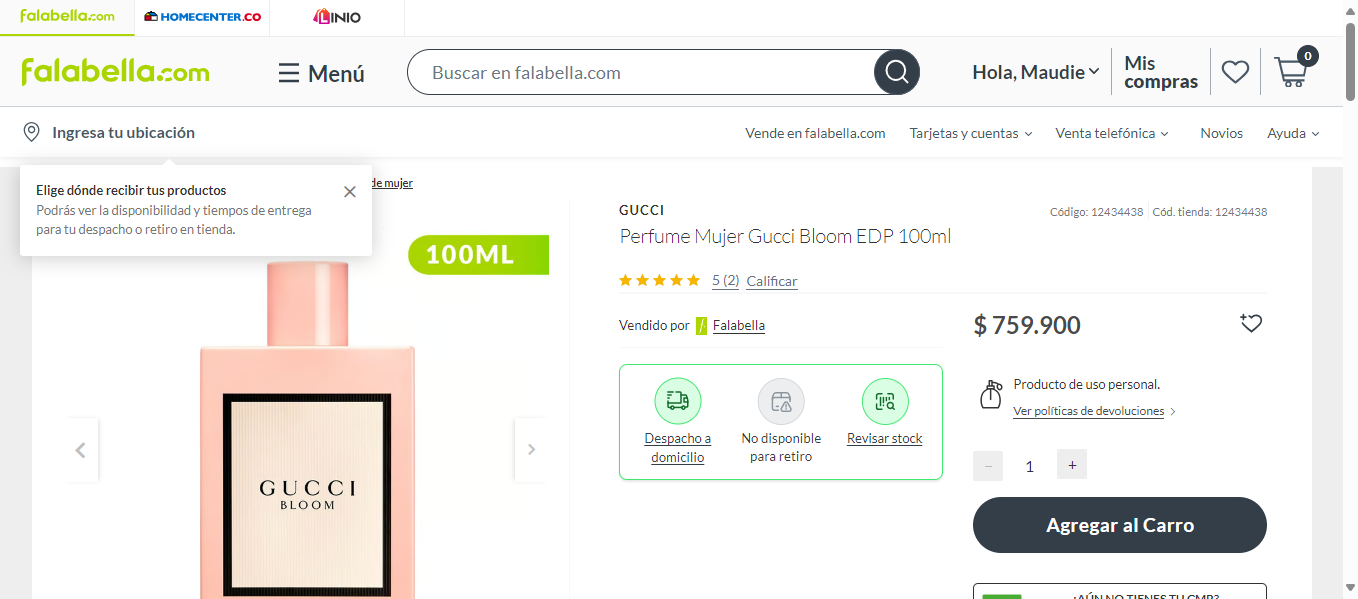 falabella.com
HOMECENTER.CO
LINIO
falabella.com
Menú
Buscar en falabella.com
Hola, Maudie
Mis
compras
0
Ingresa tu ubicación
Vende en falabella.com
Tarjetas y cuentas
Venta telefónica
Novios
Ayuda
Elige dónde recibir tus productos
Podrás ver la disponibilidad y tiempos de entrega
para tu despacho o retiro en tienda.
de mujer
100ML
GUCCI
BLOOM
GUCCI
Código: 12434438
Cód. tienda: 12434438
Perfume Mujer Gucci Bloom EDP 100ml
5 (2)
Calificar
Vendido por
Falabella
$ 759.900
Despacho a
domicilio
No disponible
para retiro
Revisar stock
Producto de uso personal.
Ver políticas de devoluciones
− 1 +
Agregar al Carro
¿AÚN NO TIENES TU CMR?